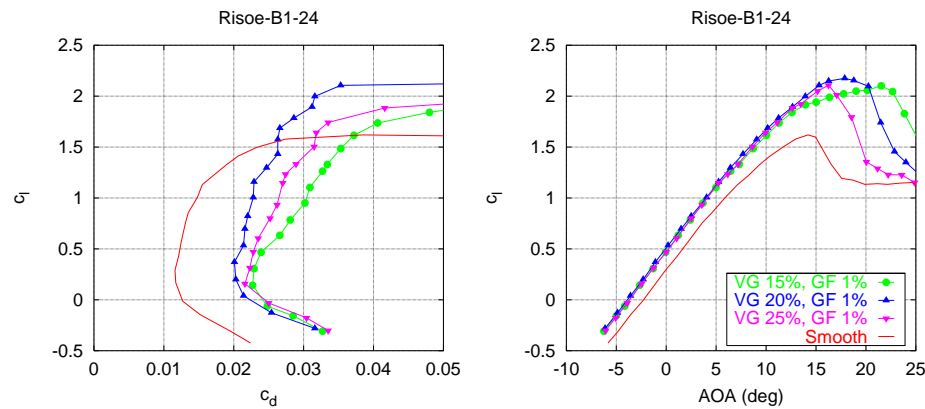 Risoe-B1-24
2.5
2
1.5
1
0.5
0
-0.5
c_l
0
0.01
0.02
0.03
0.04
0.05
c_d
Risoe-B1-24
2.5
2
1.5
1
0.5
0
-0.5
c_l
VG 15%, GF 1%
VG 20%, GF 1%
VG 25%, GF 1%
Smooth
-10
-5
0
5
10
15
20
25
AOA (deg)